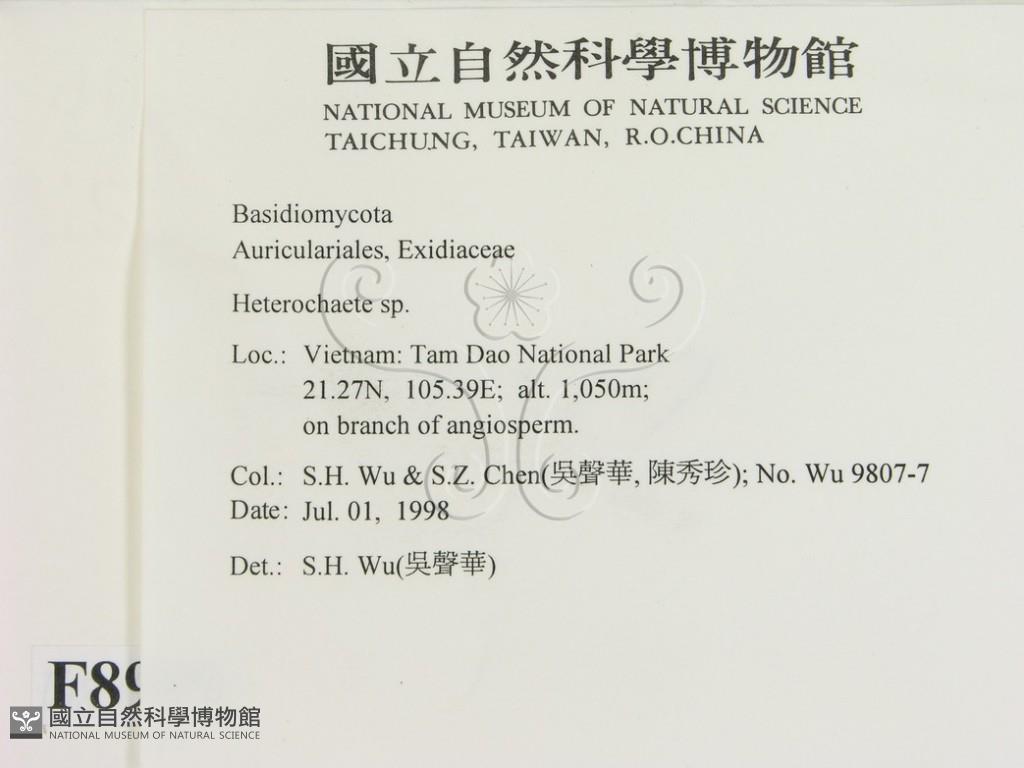 國立自然科學博物館
NATIONAL MUSEUM OF NATURAL SCIENCE
TAICHUNG, TAIWAN, R.O.CHINA
Basidiomycota
Auriculariales, Exidiaceae
Heterochaete sp.
Loc.: Vietnam: Tam Dao National Park
21.27N, 105.39E; alt. 1,050m;
on branch of angiosperm.
Col.: S.H. Wu & S.Z. Chen(吳聲華, 陳秀珍); No. Wu 9807-7
Date: Jul. 01, 1998
Det.: S.H. Wu(吳聲華)
F89
國立自然科學博物館
NATIONAL MUSEUM OF NATURAL SCIENCE